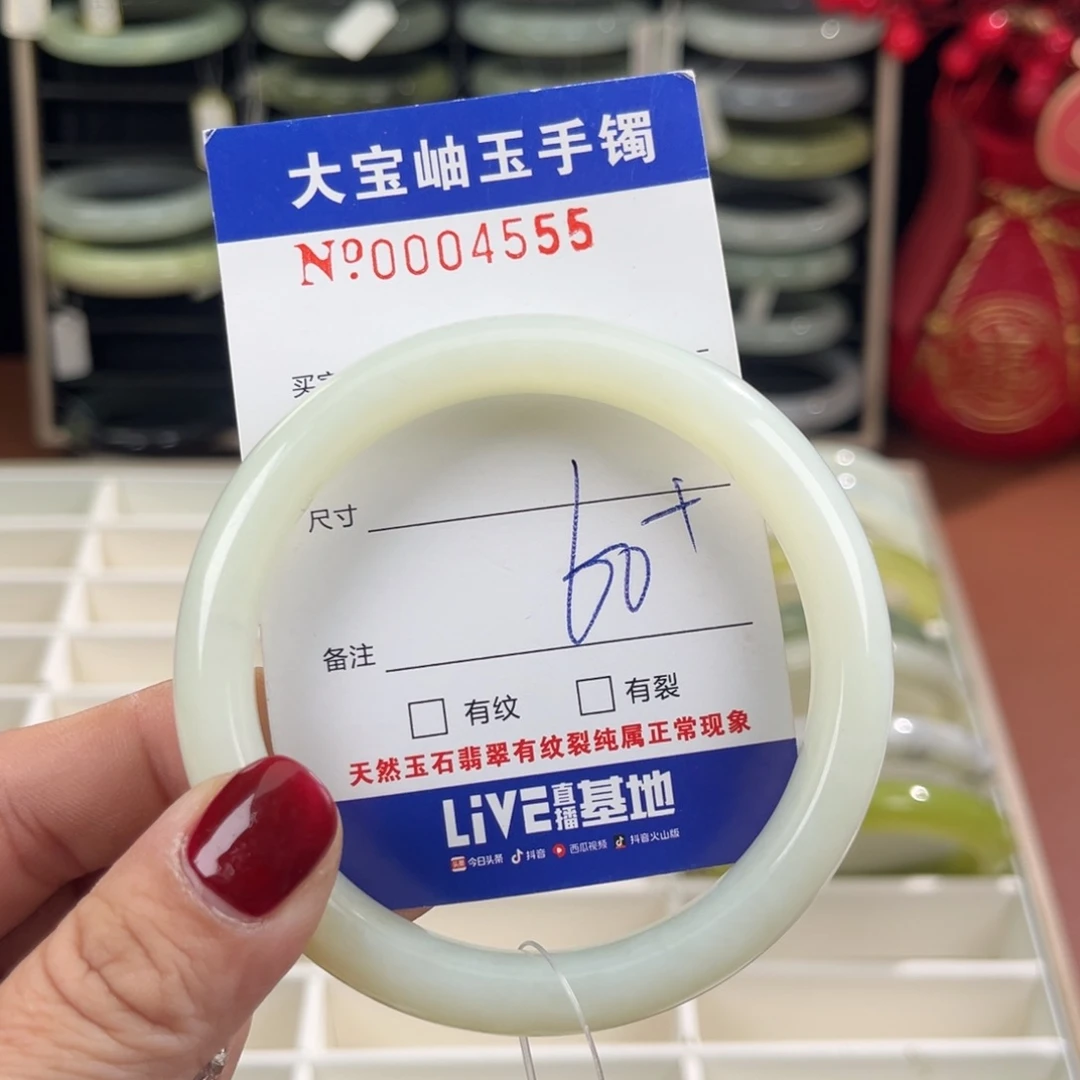 大宝岫玉手镯
Nº0004555
买
尺寸
60+
备注
有纹 有裂
天然玉石翡翠有纹裂纯属正常现象
LiVE直播基地
今日头条 抖音 西瓜视频 抖音火山版